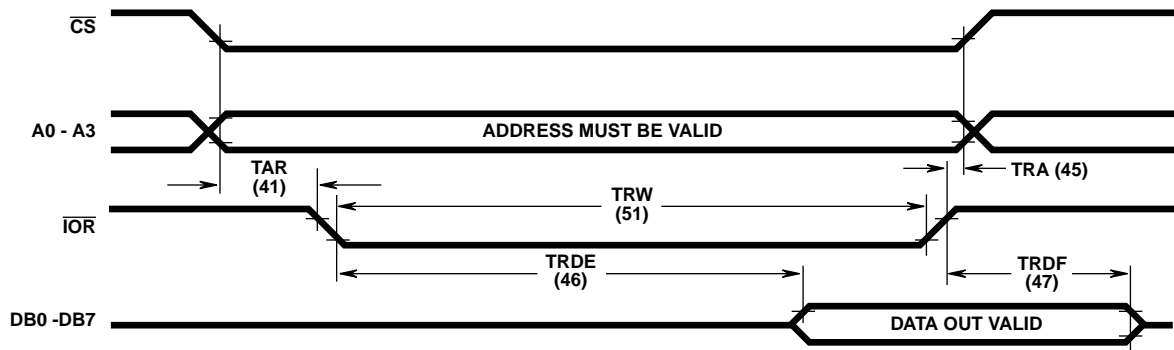 CS
A0 - A3
ADDRESS MUST BE VALID
TAR
(41)
TRA (45)
IOR
TRW
(51)
TRDE
(46)
TRDF
(47)
DB0 -DB7
DATA OUT VALID